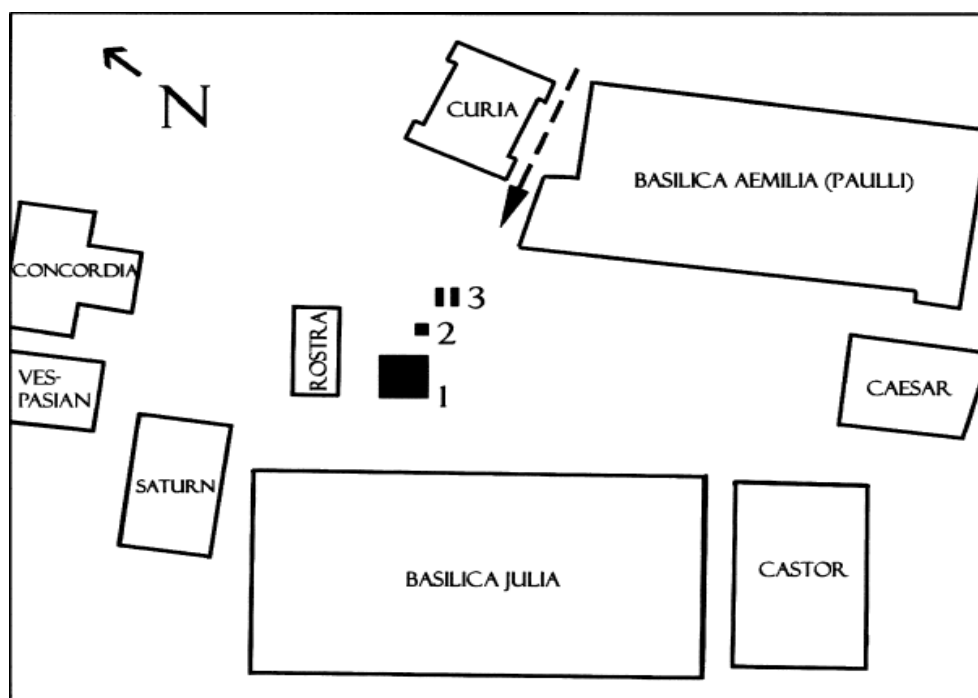 N
CURIA
BASILICA AEMILIA (PAULLI)
CONCORDIA
3
2
ROSTRA
1
VES-
PASIAN
CAESAR
SATURN
BASILICA JULIA
CASTOR